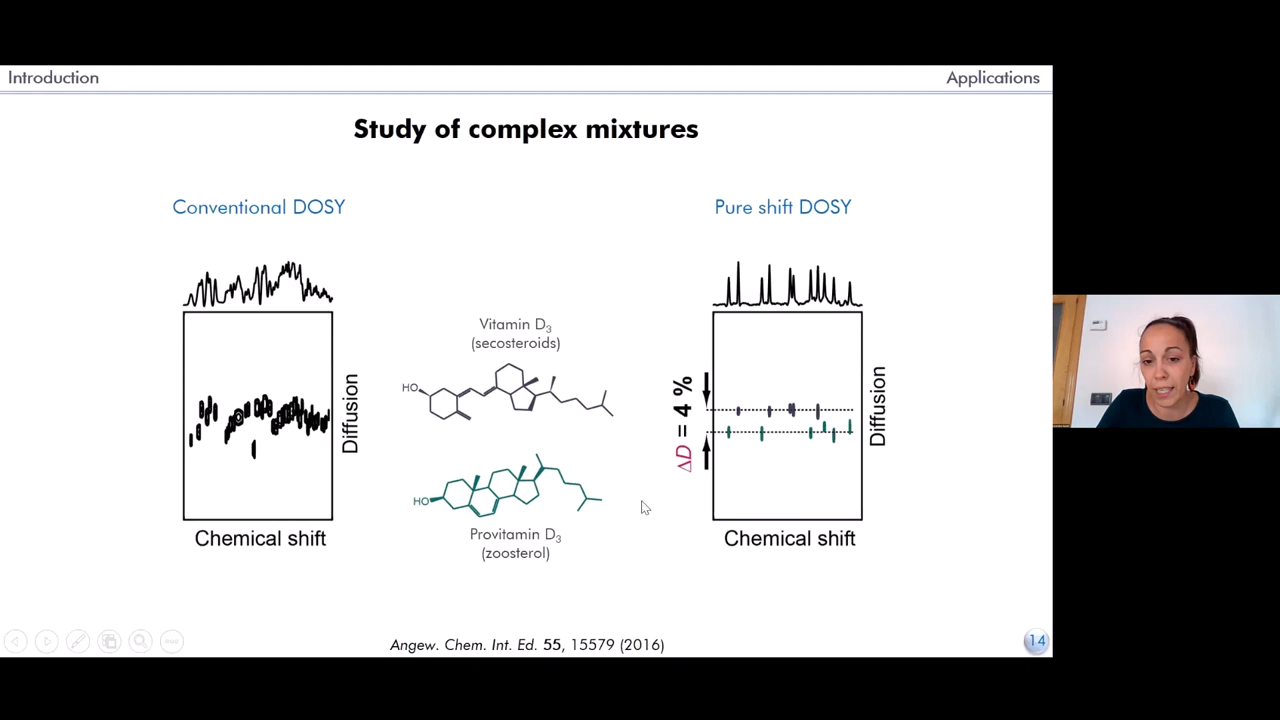 Introduction
Applications
Study of complex mixtures
Conventional DOSY
Pure shift DOSY
Vitamin D₃
(secosteroids)
HO
Diffusion
ΔD = 4 %
Diffusion
HO
Chemical shift
Provitamin D₃
(zoosterol)
Chemical shift
Angew. Chem. Int. Ed. 55, 15579 (2016)
14